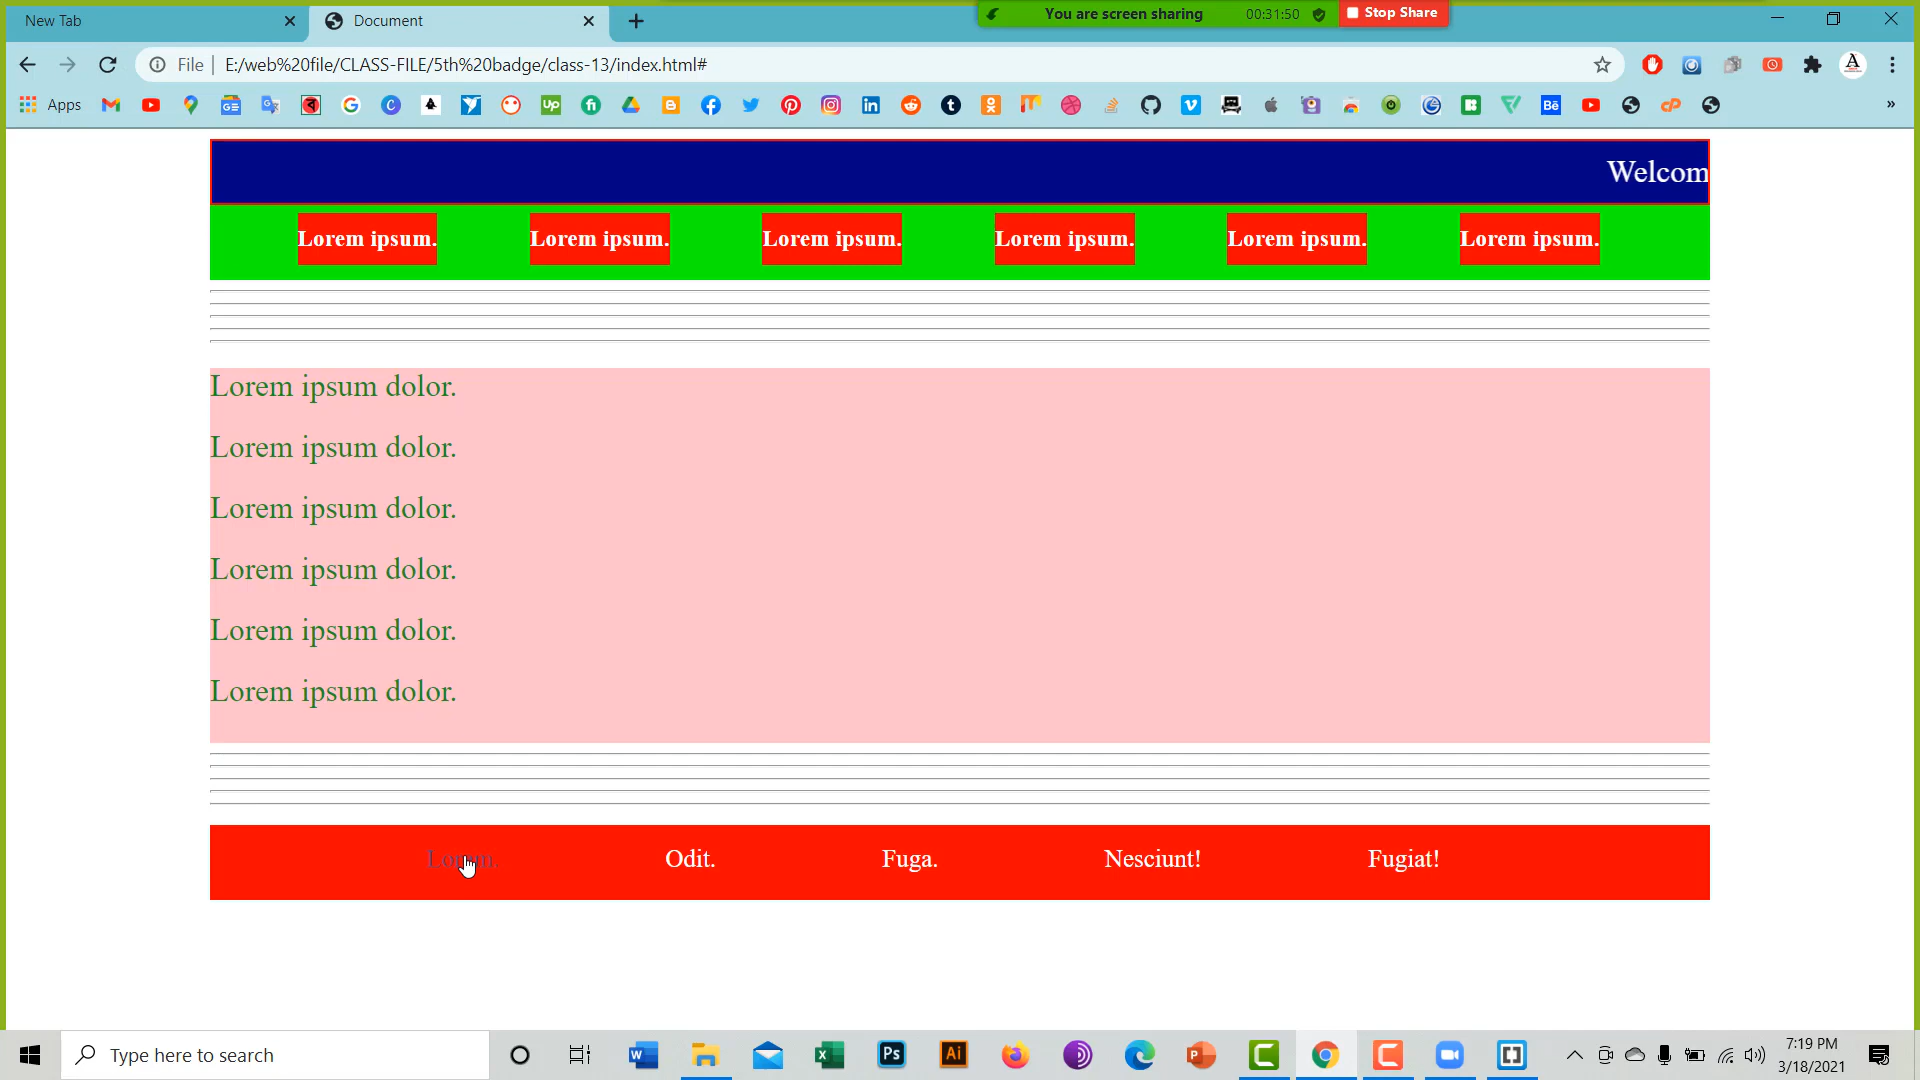 You are screen sharing 00:31:50 Stop Share
New Tab Document
File E:/web%20file/CLASS-FILE/5th%20badge/class-13/index.html#
Apps
Welcom
Lorem ipsum. Lorem ipsum. Lorem ipsum. Lorem ipsum. Lorem ipsum. Lorem ipsum.
Lorem ipsum dolor.
Lorem ipsum dolor.
Lorem ipsum dolor.
Lorem ipsum dolor.
Lorem ipsum dolor.
Lorem ipsum dolor.
Lorem. Odit. Fuga. Nesciunt! Fugiat!
Type here to search
7:19 PM
3/18/2021